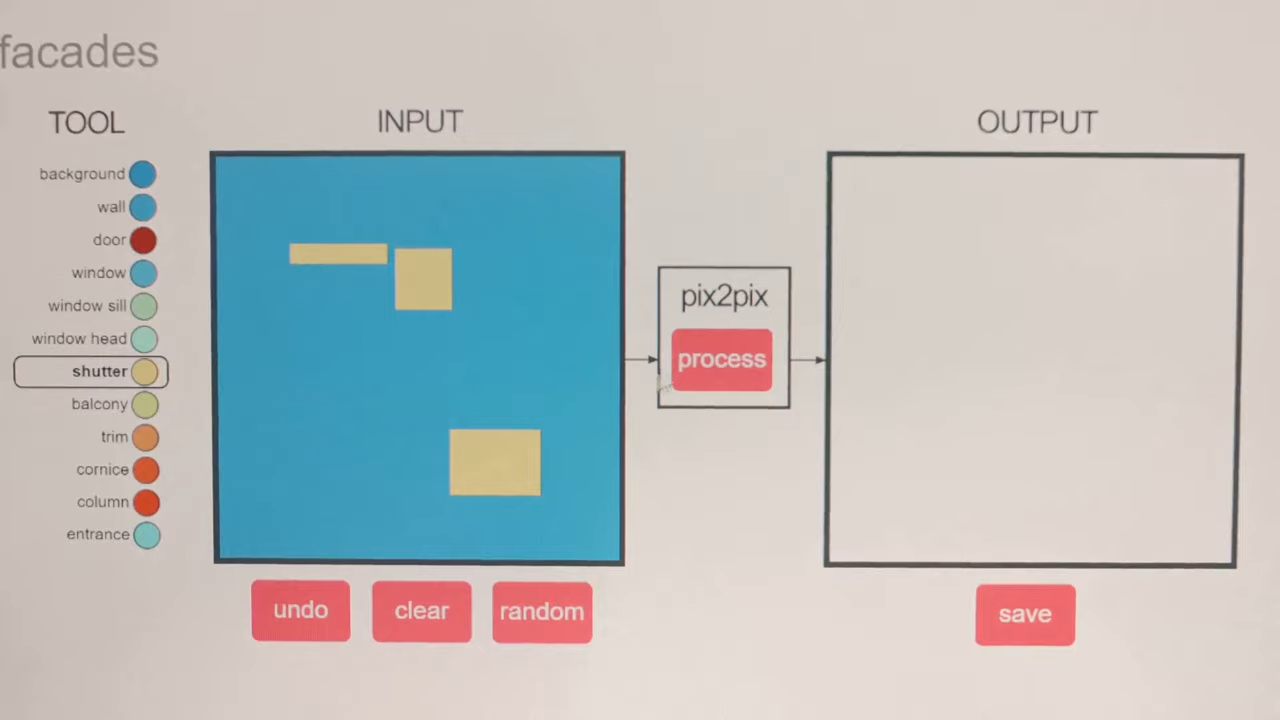 facades
TOOL
INPUT
OUTPUT
background
wall
door
window
window sill
window head
shutter
balcony
trim
cornice
column
entrance
pix2pix
process
undo
clear
random
save